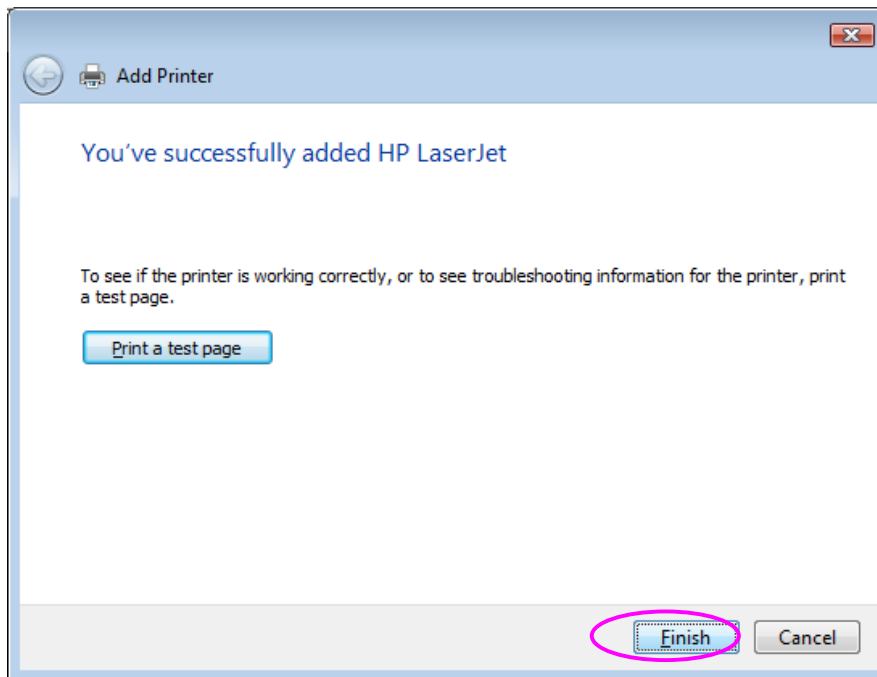 Add Printer
You've successfully added HP LaserJet
To see if the printer is working correctly, or to see troubleshooting information for the printer, print
a test page.
Print a test page
Finish Cancel